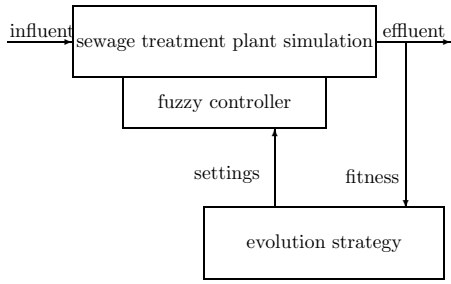 influent
sewage treatment plant simulation
effluent
fuzzy controller
settings
fitness
evolution strategy